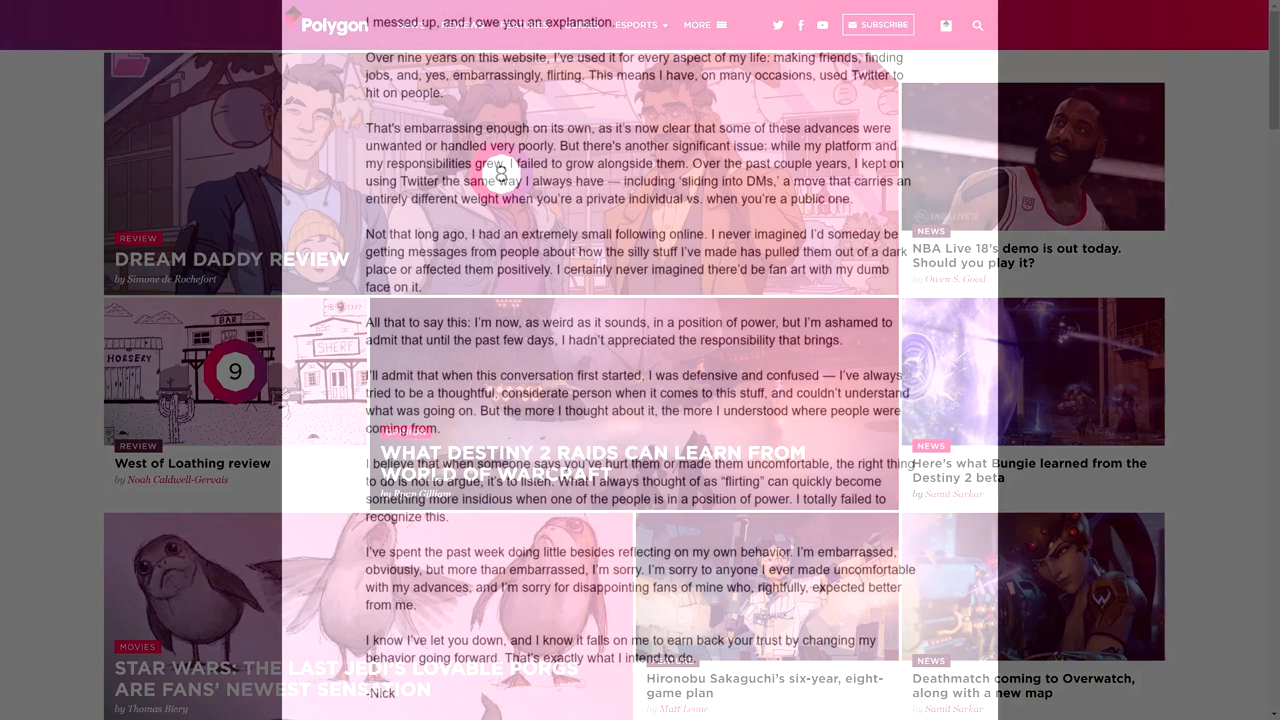 Polygon
I messed up, and I owe you an explanation.
ESPORTS
MORE
SUBSCRIBE
Over nine years on this website, I've used it for every aspect of my life: making friends, finding
jobs, and, yes, embarrassingly, flirting. This means I have, on many occasions, used Twitter to
hit on people.
That's embarrassing enough on its own, as it's now clear that some of these advances were
unwanted or handled very poorly. But there's another significant issue: while my platform and
my responsibilities grew, I failed to grow alongside them. Over the past couple years, I kept on
using Twitter the same way I always have — including 'sliding into DMs,' a move that carries an
entirely different weight when you're a private individual vs. when you're a public one.
8
Not that long ago, I had an extremely small following online. I never imagined I'd someday be
getting messages from people about how the silly stuff I've made has pulled them out of a dark
place or affected them positively. I certainly never imagined there'd be fan art with my dumb
face on it.
REVIEW
DREAM DADDY REVIEW
by Simone de Rochefort
NBA LIVE 18
NEWS
NBA Live 18's demo is out today.
Should you play it?
by Owen S. Good
All that to say this: I'm now, as weird as it sounds, in a position of power, but I'm ashamed to
admit that until the past few days, I hadn't appreciated the responsibility that brings.
I'll admit that when this conversation first started, I was defensive and confused — I've always
tried to be a thoughtful, considerate person when it comes to this stuff, and couldn't understand
what was going on. But the more I thought about it, the more I understood where people were
coming from.
HORSERY
BAR
SHERF
9
REVIEW
West of Loathing review
by Noah Caldwell-Gervais
WHAT DESTINY 2 RAIDS CAN LEARN FROM
WORLD OF WARCRAFT
by Ryan Gilliam
NEWS
Here's what Bungie learned from the
Destiny 2 beta
by Samit Sarkar
I believe that when someone says you've hurt them or made them uncomfortable, the right thing
to do is not to argue, it's to listen. What I always thought of as “flirting” can quickly become
something more insidious when one of the people is in a position of power. I totally failed to
recognize this.
I've spent the past week doing little besides reflecting on my own behavior. I'm embarrassed,
obviously, but more than embarrassed, I'm sorry. I'm sorry to anyone I ever made uncomfortable
with my advances, and I'm sorry for disappointing fans of mine who, rightfully, expected better
from me.
I know I've let you down, and I know it falls on me to earn back your trust by changing my
behavior going forward. That's exactly what I intend to do.
-Nick
MOVIES
STAR WARS: THE LAST JEDI'S LOVABLE PORGS
ARE FANS' NEWEST SENSATION
by Thomas Biery
Hironobu Sakaguchi's six-year, eight-
game plan
by Matt Leone
NEWS
Deathmatch coming to Overwatch,
along with a new map
by Samit Sarkar